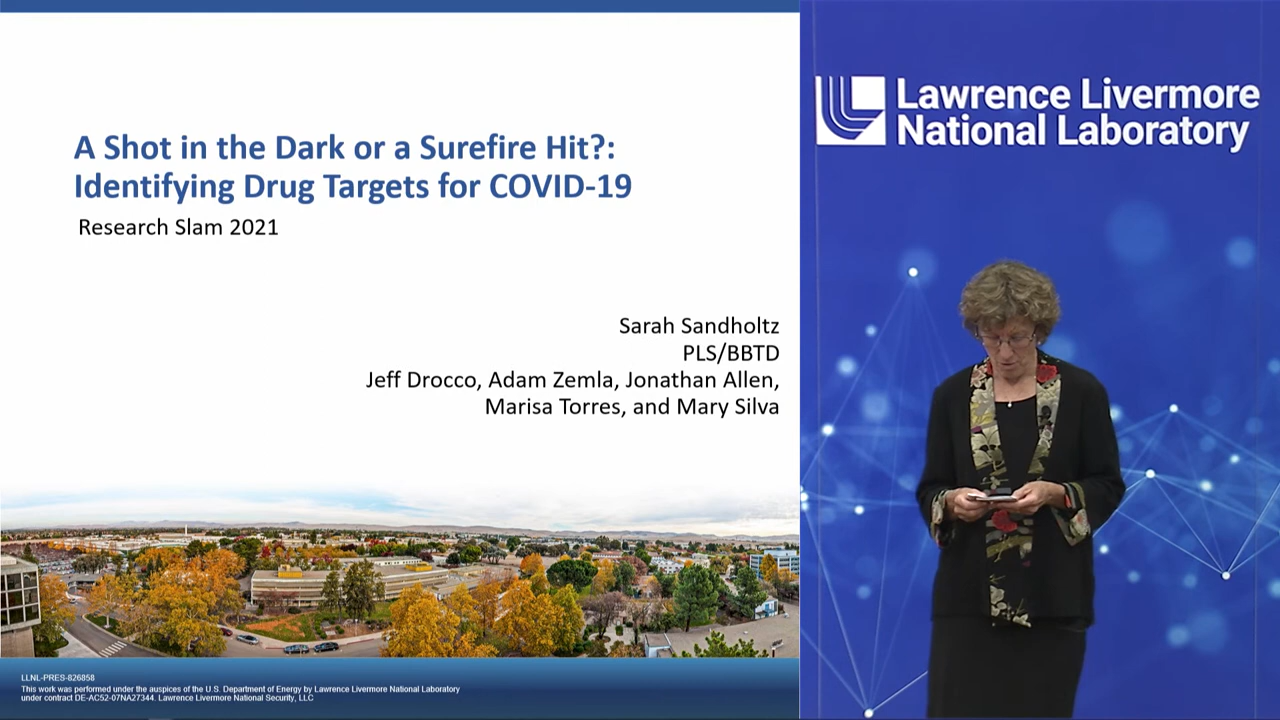 A Shot in the Dark or a Surefire Hit?:
Identifying Drug Targets for COVID-19
Research Slam 2021
Sarah Sandholtz
PLS/BBTD
Jeff Drocco, Adam Zemla, Jonathan Allen,
Marisa Torres, and Mary Silva
LLNL-PRES-826858
This work was performed under the auspices of the U.S. Department of Energy by Lawrence Livermore National Laboratory
under contract DE-AC52-07NA27344. Lawrence Livermore National Security, LLC
Lawrence Livermore
National Laboratory